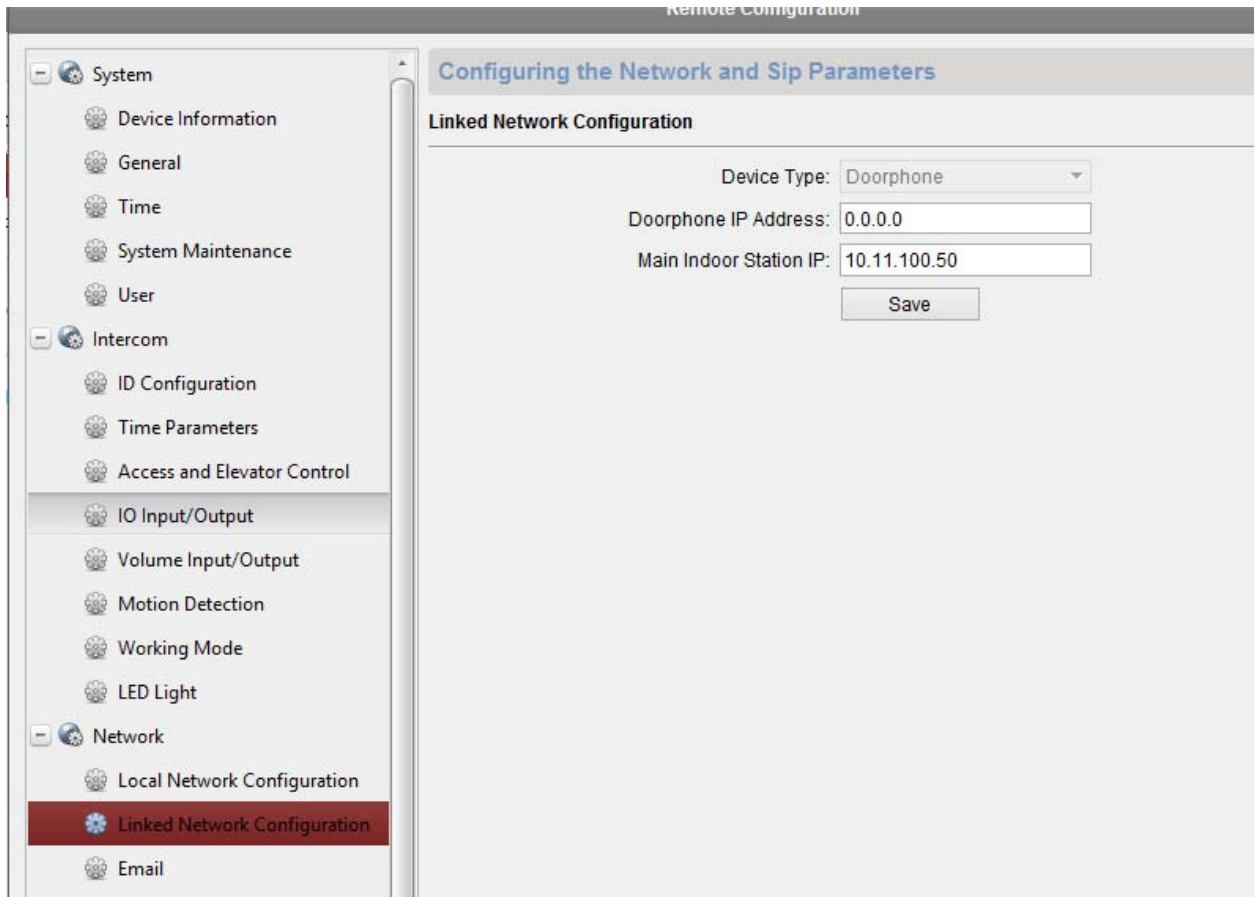 Remote Configuration
System
Device Information
General
Time
System Maintenance
User
Intercom
ID Configuration
Time Parameters
Access and Elevator Control
IO Input/Output
Volume Input/Output
Motion Detection
Working Mode
LED Light
Network
Local Network Configuration
Linked Network Configuration
Email
Configuring the Network and Sip Parameters
Linked Network Configuration
Device Type: Doorphone
Doorphone IP Address: 0.0.0.0
Main Indoor Station IP: 10.11.100.50
Save